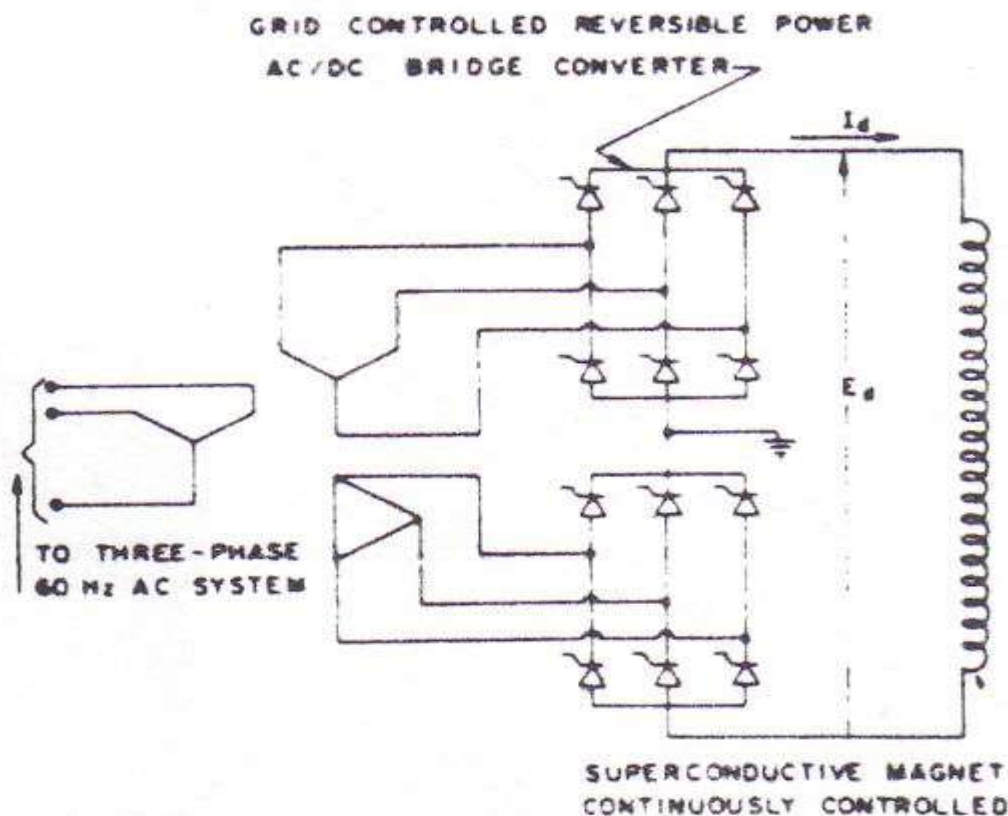 GRID CONTROLLED REVERSIBLE POWER
AC/DC BRIDGE CONVERTER
Id
Ed
TO THREE-PHASE
60 Hz AC SYSTEM
SUPERCONDUCTIVE MAGNET
CONTINUOUSLY CONTROLLED